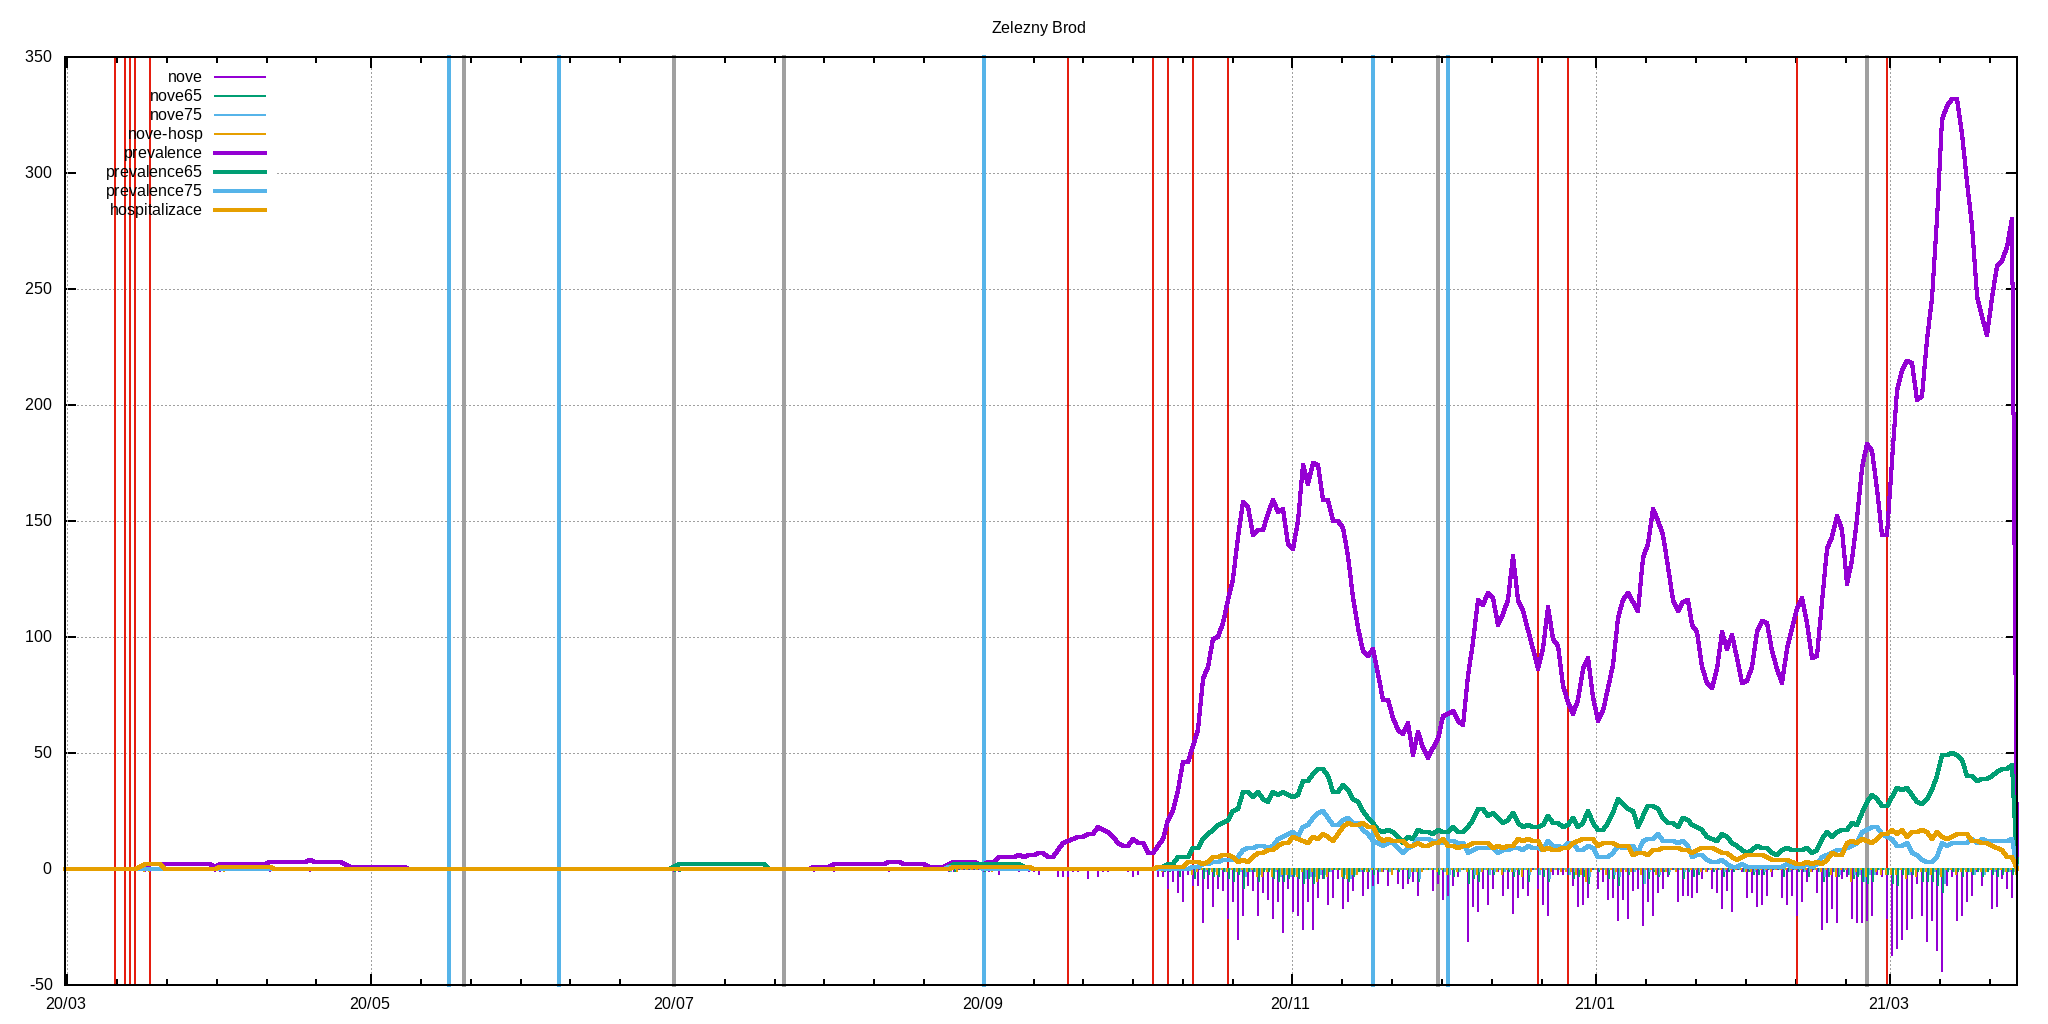 Zelezny Brod
350
300
250
200
150
100
50
0
-50
nove
nove65
nove75
nove-hosp
prevalence
prevalence65
prevalence75
hospitalizace
20/03 20/05 20/07 20/09 20/11 21/01 21/03